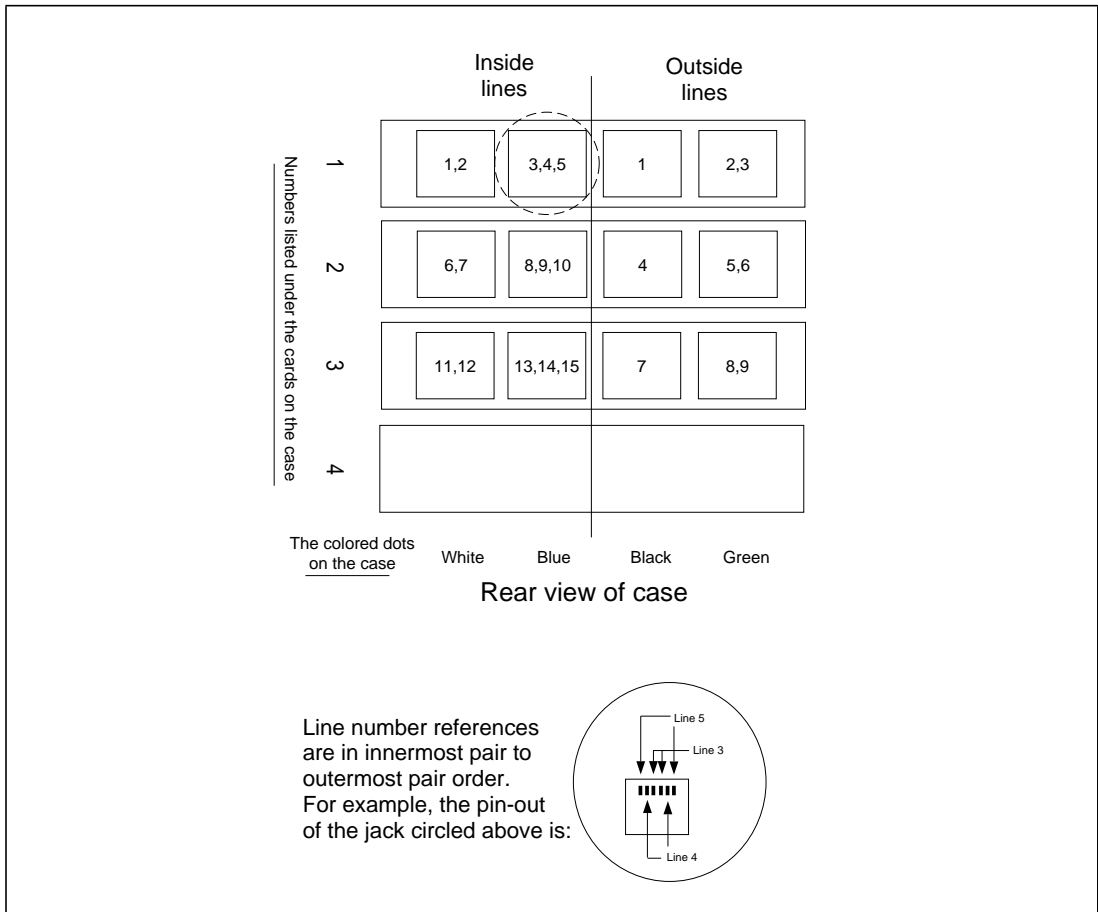 Inside
lines
Outside
lines
Numbers listed under the cards on the case
1
1,2
3,4,5
1
2,3
2
6,7
8,9,10
4
5,6
3
11,12
13,14,15
7
8,9
4
The colored dots
on the case
White
Blue
Black
Green
Rear view of case
Line number references
are in innermost pair to
outermost pair order.
For example, the pin-out
of the jack circled above is:
Line 5
Line 3
Line 4